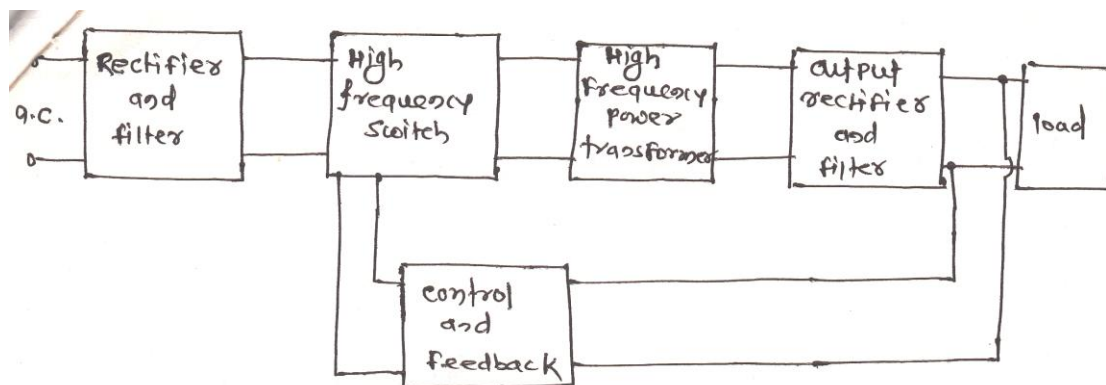 a.c.
Rectifier
and
filter
High
frequency
switch
High
frequency
power
transformer
output
rectifier
and
filter
load
control
and
feedback